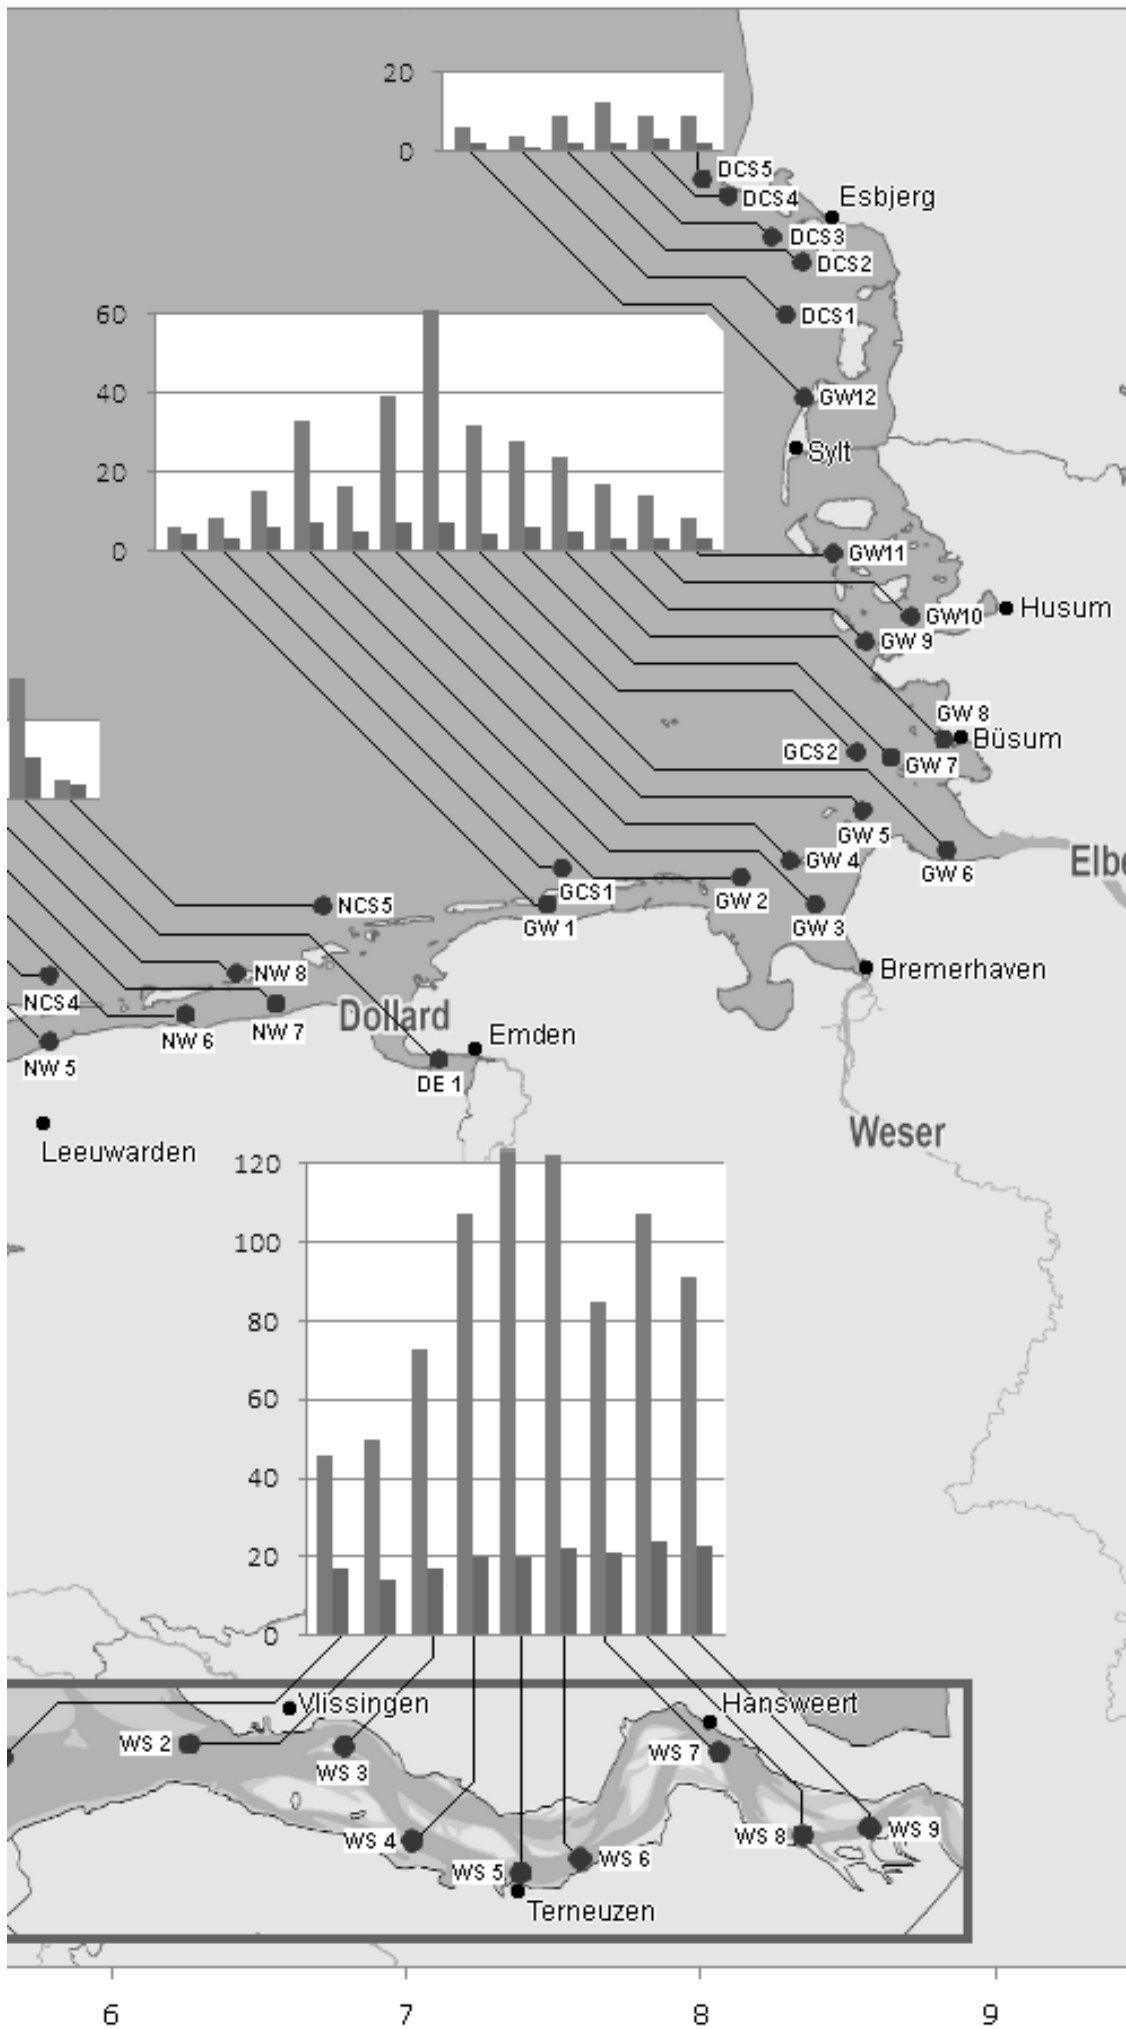 20
0
DCS5
DCS4
Esbjerg
DCS3
DCS2
DCS1
60
40
20
0
GW12
Sylt
GW11
GW10
Husum
GW 9
GW 8
Büsum
GCS2
GW 7
GW 5
GW 4
GW 6
Elbe
GCS1
GW 2
GW 3
GW 1
NCS5
Bremerhaven
NW 8
NCS4
NW 7
Dollard
NW 6
Emden
NW 5
DE 1
Leeuwarden
Weser
120
100
80
60
40
20
0
Vlissingen
Hansweert
WS 2
WS 3
WS 7
WS 4
WS 8
WS 9
WS 5
WS 6
Terneuzen
6 7 8 9